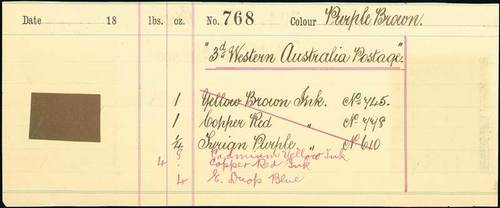 Date 18 lbs. oz. No. 768 Colour Purple Brown.
"3d. Western Australia Postage".
1 Yellow Brown Ink. No 745.
1 Copper Red " No 778
1/4 Tyrian Purple " No 610
8 Cadmium Yellow Ink
4 Copper Red Ink
4 E. Drop Blue